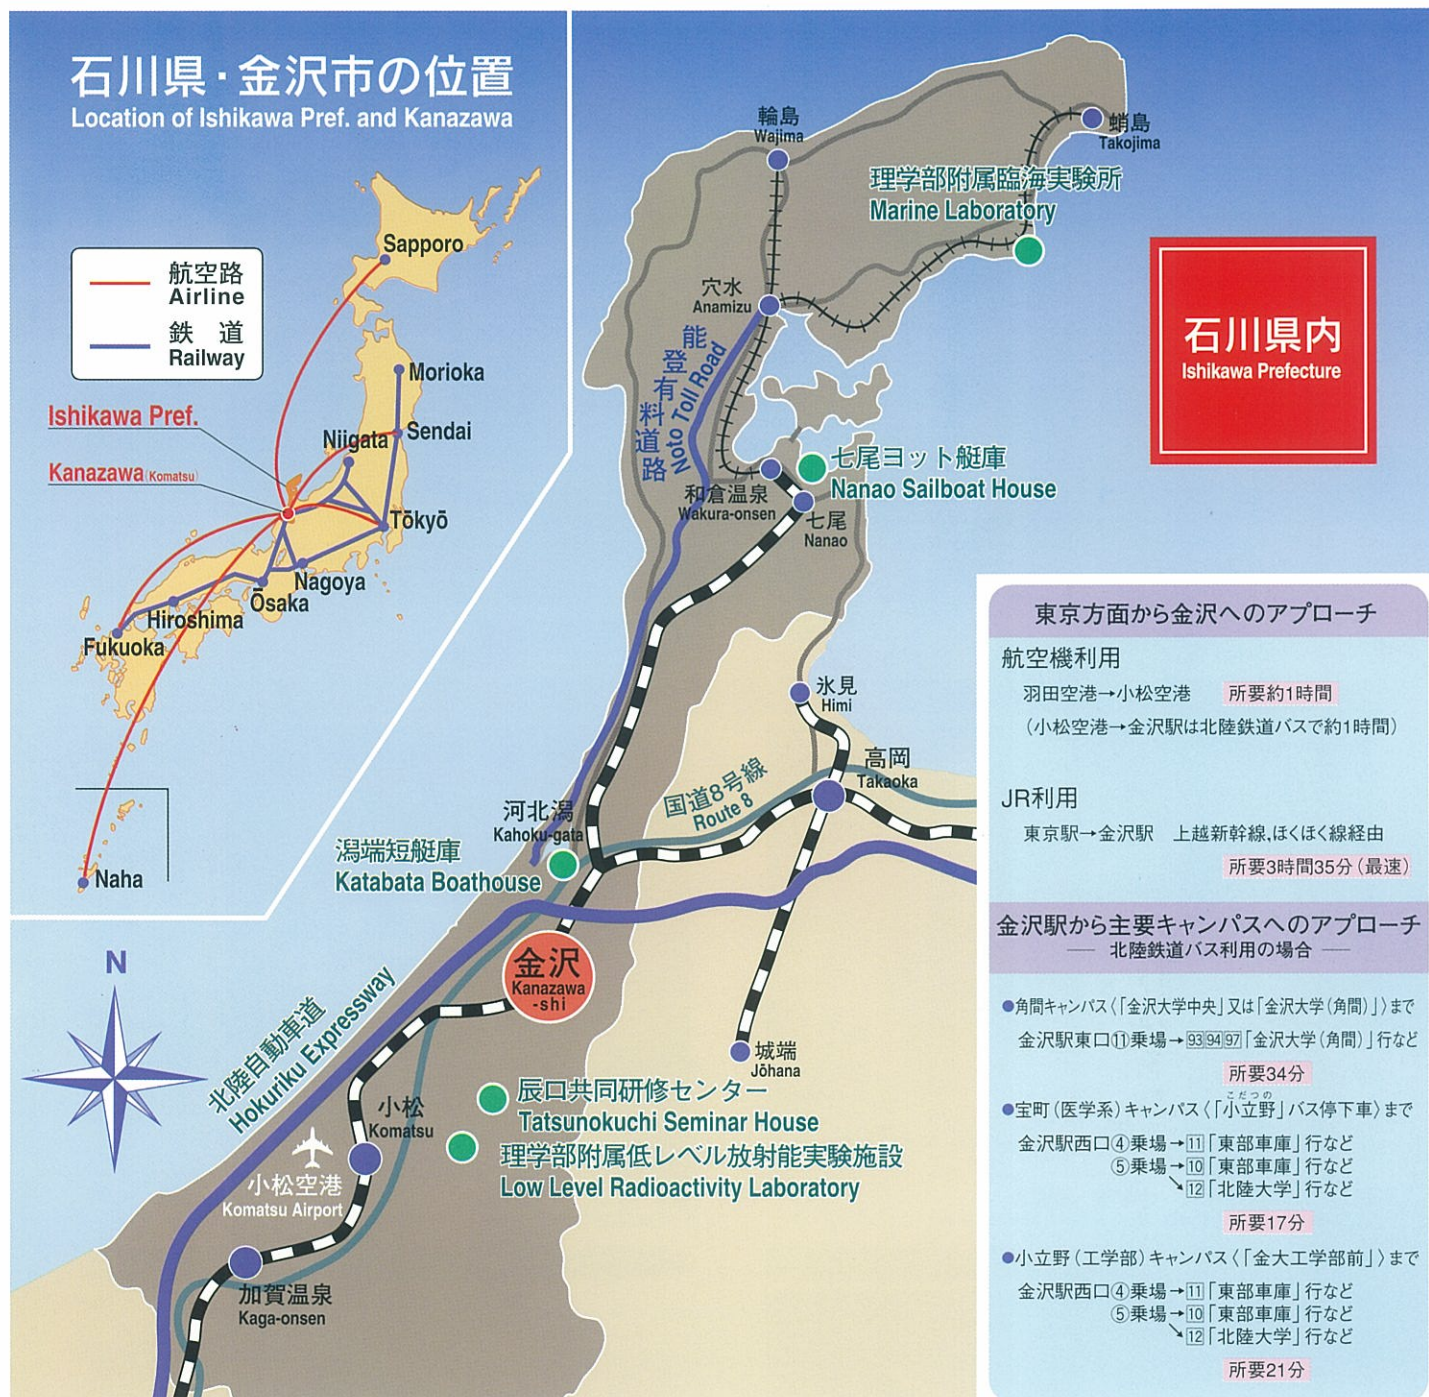 石川県・金沢市の位置
Location of Ishikawa Pref. and Kanazawa
航空路
Airline
鉄道
Railway
Sapporo
Morioka
Sendai
Niigata
Ishikawa Pref.
Kanazawa(Komatsu)
Tōkyō
Nagoya
Ōsaka
Hiroshima
Fukuoka
Naha
輪島
Wajima
蛸島
Takojima
理学部附属臨海実験所
Marine Laboratory
穴水
Anamizu
能登有料道路
Noto Toll Road
石川県内
Ishikawa Prefecture
七尾ヨット艇庫
Nanao Sailboat House
和倉温泉
Wakura-onsen
七尾
Nanao
氷見
Himi
高岡
Takaoka
国道8号線
Route 8
河北潟
Kahoku-gata
潟端短艇庫
Katabata Boathouse
金沢
Kanazawa
-shi
城端
Jōhana
北陸自動車道
Hokuriku Expressway
N
辰口共同研修センター
Tatsunokuchi Seminar House
小松
Komatsu
理学部附属低レベル放射能実験施設
Low Level Radioactivity Laboratory
小松空港
Komatsu Airport
加賀温泉
Kaga-onsen
東京方面から金沢へのアプローチ
航空機利用
羽田空港→小松空港 所要約1時間
(小松空港→金沢駅は北陸鉄道バスで約1時間)
JR利用
東京駅→金沢駅 上越新幹線,ほくほく線経由
所要3時間35分(最速)
金沢駅から主要キャンパスへのアプローチ
── 北陸鉄道バス利用の場合 ──
●角間キャンパス〈「金沢大学中央」又は「金沢大学(角間)」〉まで
金沢駅東口⑪乗場→93 94 97「金沢大学(角間)」行など
所要34分
こだつの
●宝町(医学系)キャンパス〈「小立野」バス停下車〉まで
金沢駅西口④乗場→11「東部車庫」行など
⑤乗場→10「東部車庫」行など
↘12「北陸大学」行など
所要17分
●小立野(工学部)キャンパス〈「金大工学部前」〉まで
金沢駅西口④乗場→11「東部車庫」行など
⑤乗場→10「東部車庫」行など
↘12「北陸大学」行など
所要21分